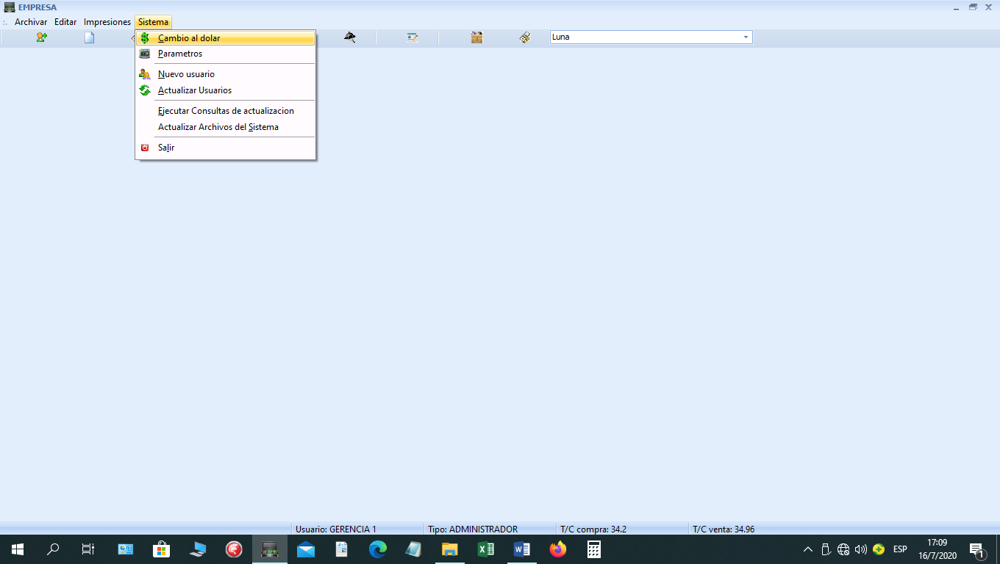 EMPRESA
Archivar Editar Impresiones Sistema
Luna
Cambio al dolar
Parametros
Nuevo usuario
Actualizar Usuarios
Ejecutar Consultas de actualizacion
Actualizar Archivos del Sistema
Salir
Usuario: GERENCIA 1 Tipo: ADMINISTRADOR T/C compra: 34.2 T/C venta: 34.96
ESP
17:09
16/7/2020
1